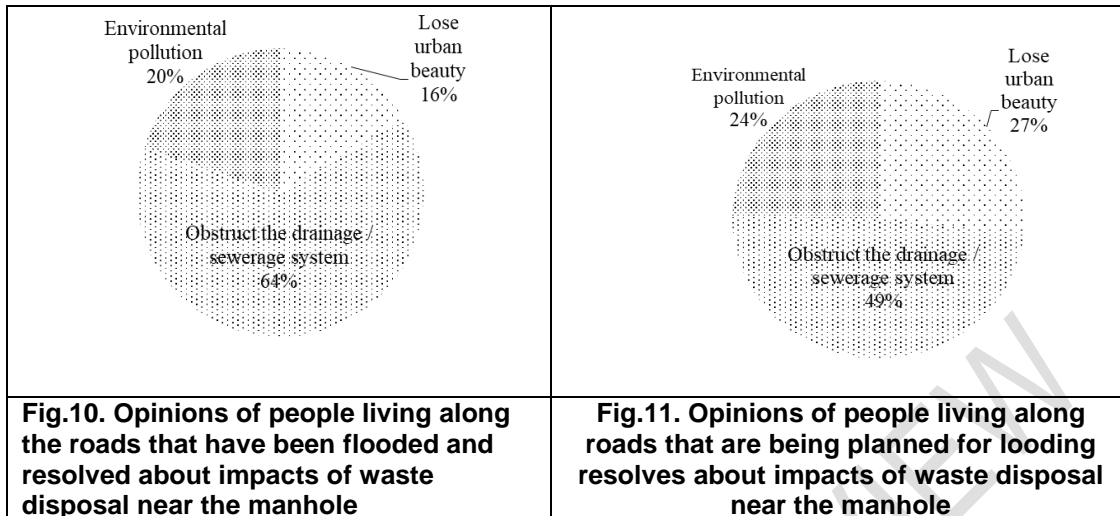 Environmental
pollution
20%
Lose
urban
beauty
16%
Obstruct the drainage /
sewerage system
64%
Environmental
pollution
24%
Lose
urban
beauty
27%
Obstruct the drainage /
sewerage system
49%
Fig.10. Opinions of people living along
the roads that have been flooded and
resolved about impacts of waste
disposal near the manhole
Fig.11. Opinions of people living along
roads that are being planned for looding
resolves about impacts of waste disposal
near the manhole